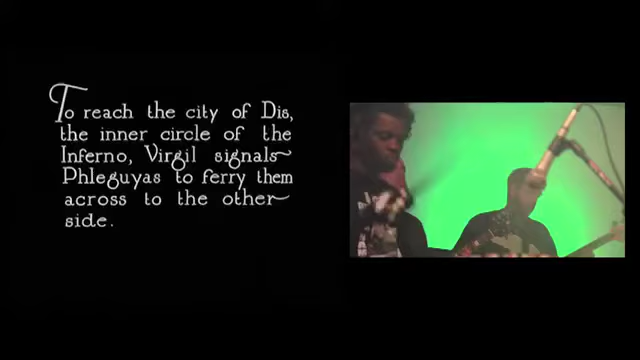 To reach the city of Dis,
the inner circle of the
Inferno, Virgil signals
Phleguyas to ferry them
across to the other
side.